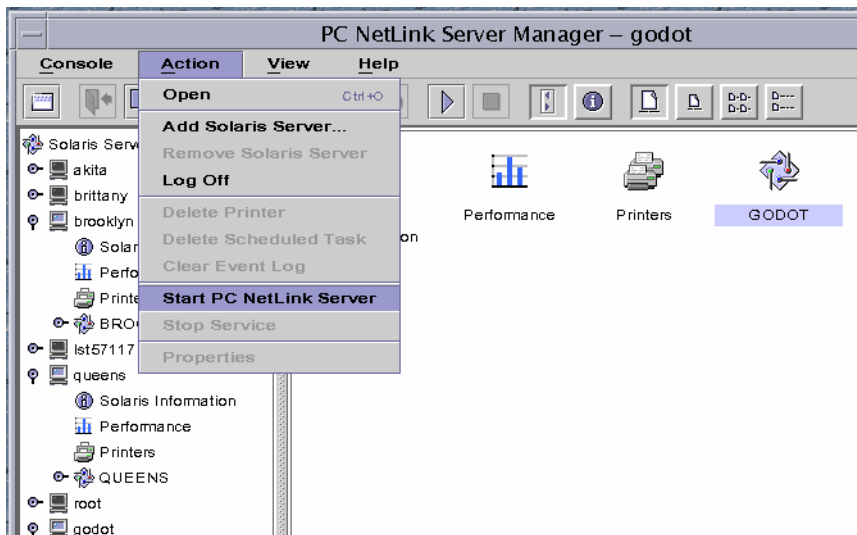 PC NetLink Server Manager – godot
Console Action View Help
Open Ctrl+O
Add Solaris Server...
Remove Solaris Server
Log Off
Delete Printer
Delete Scheduled Task
Clear Event Log
Start PC NetLink Server
Stop Service
Properties
Solaris Serv
akita
brittany
brooklyn
Solar
Perfo
Printe
BROO
lst57117
queens
Solaris Information
Performance
Printers
QUEENS
root
godot
on
Performance
Printers
GODOT